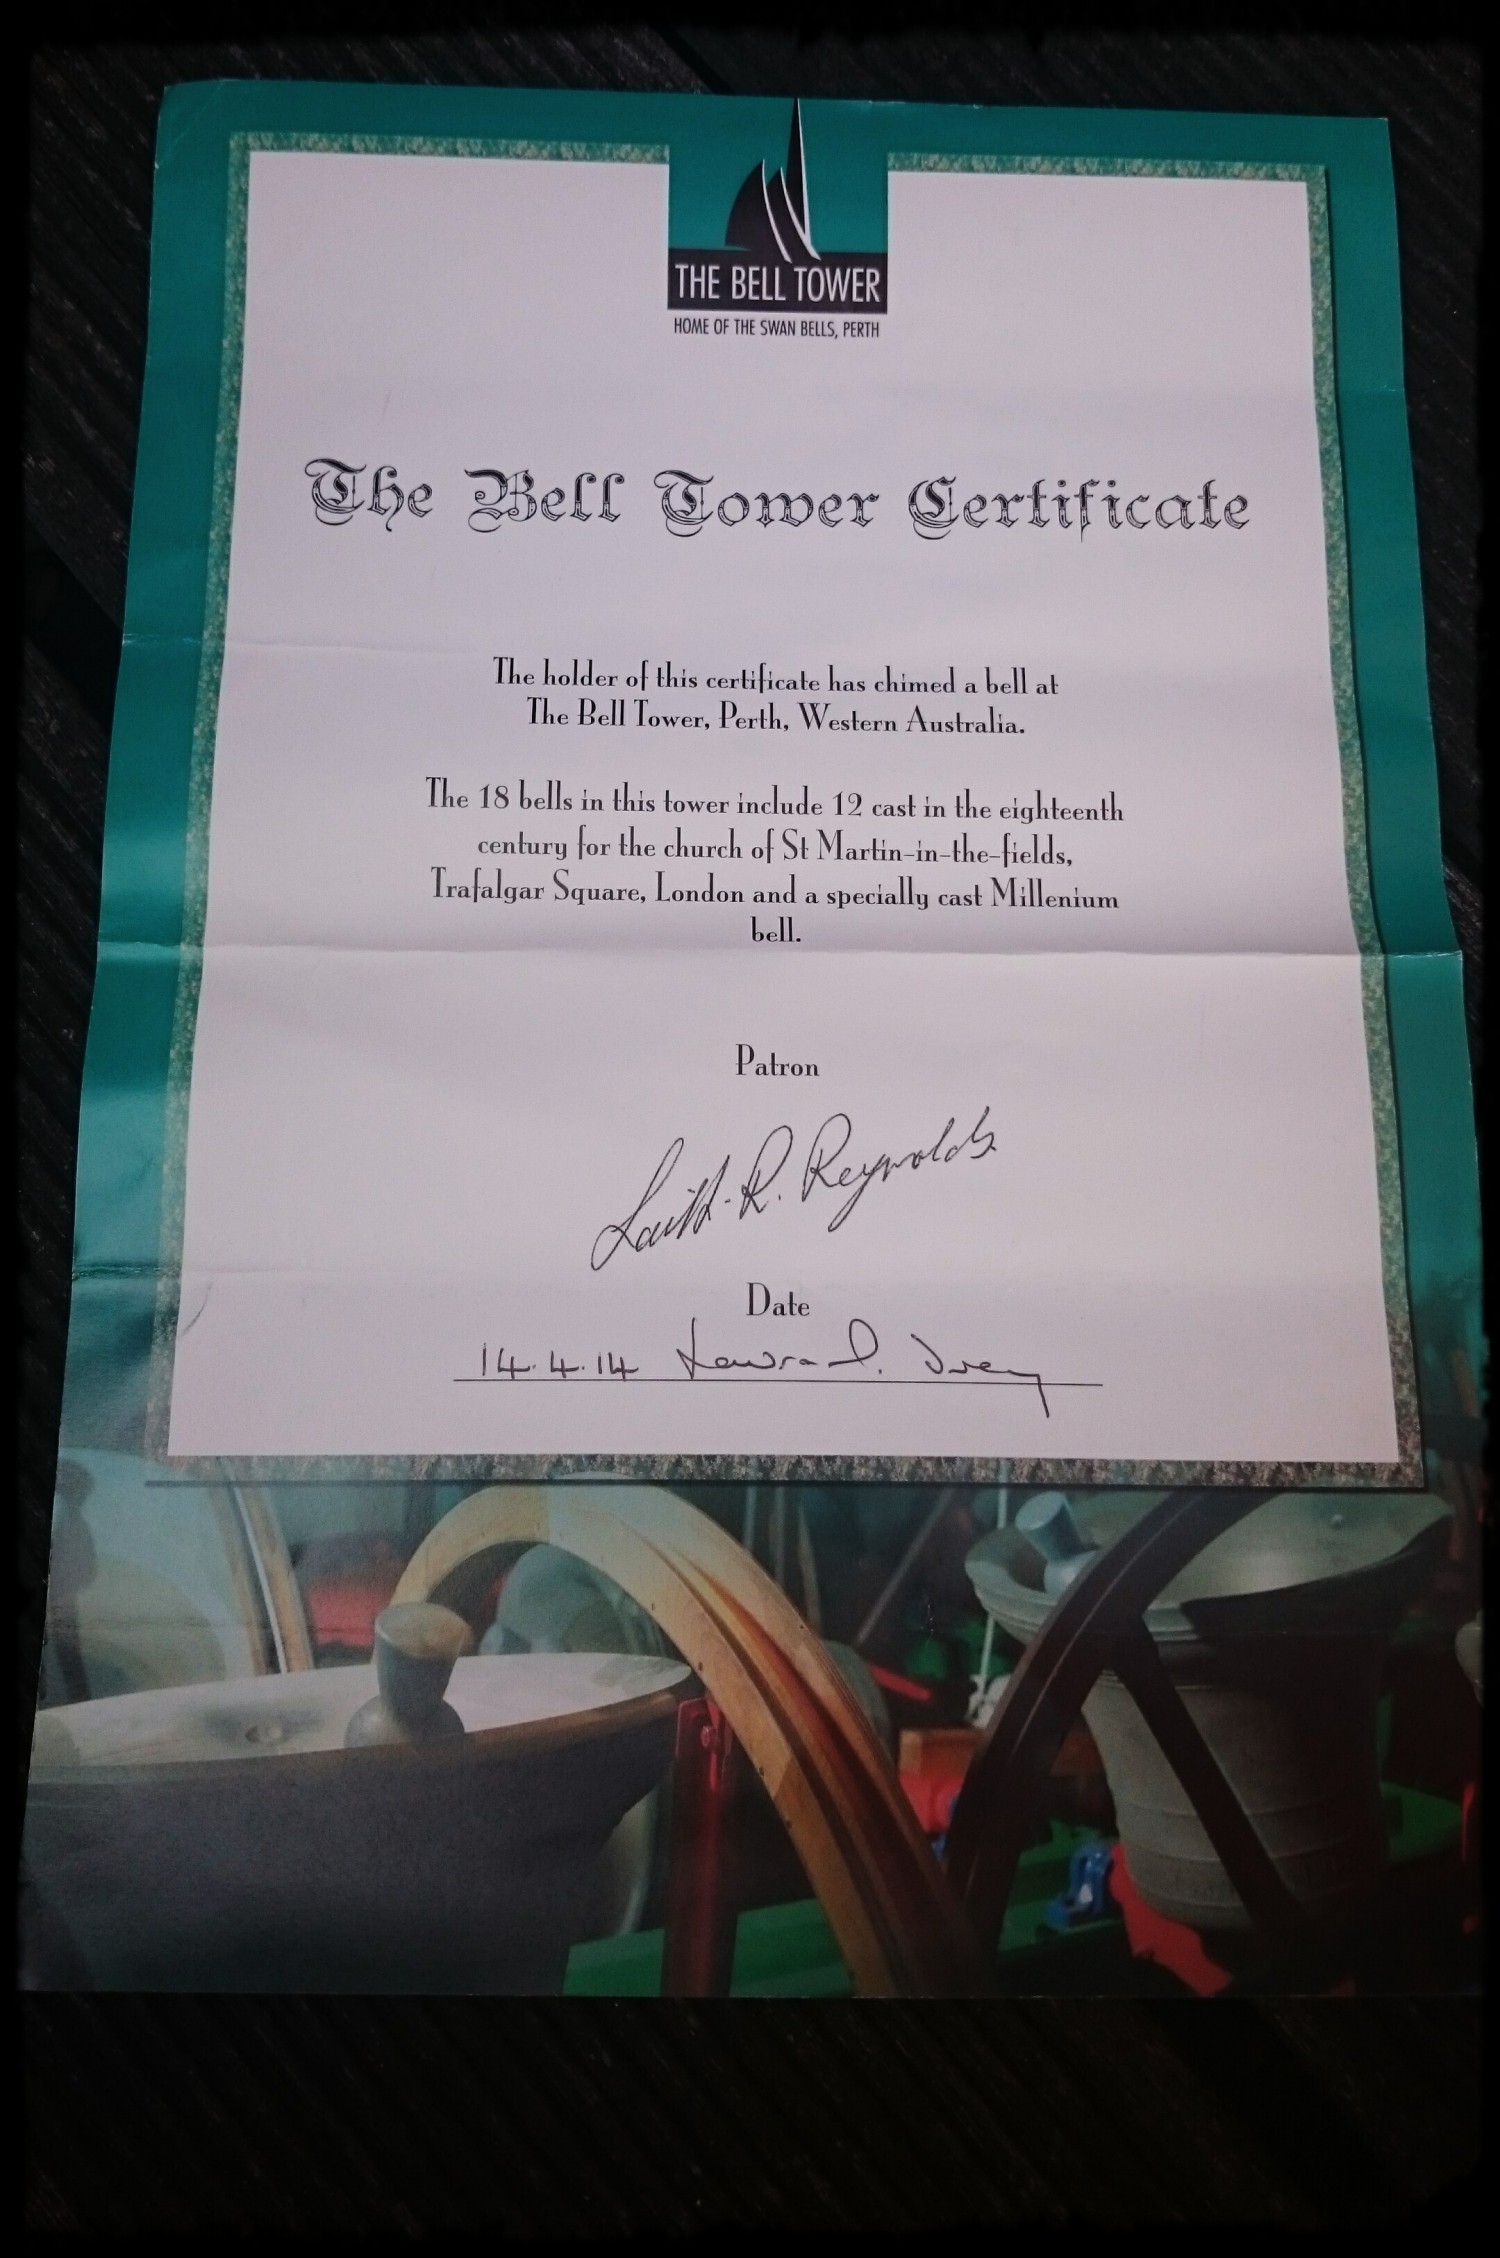 THE BELL TOWER
HOME OF THE SWAN BELLS, PERTH
The Bell Tower Certificate
The holder of this certificate has chimed a bell at
The Bell Tower, Perth, Western Australia.
The 18 bells in this tower include 12 cast in the eighteenth
century for the church of St Martin-in-the-fields,
Trafalgar Square, London and a specially cast Millenium
bell.
Patron
R. Reynolds
Date
14.4.14